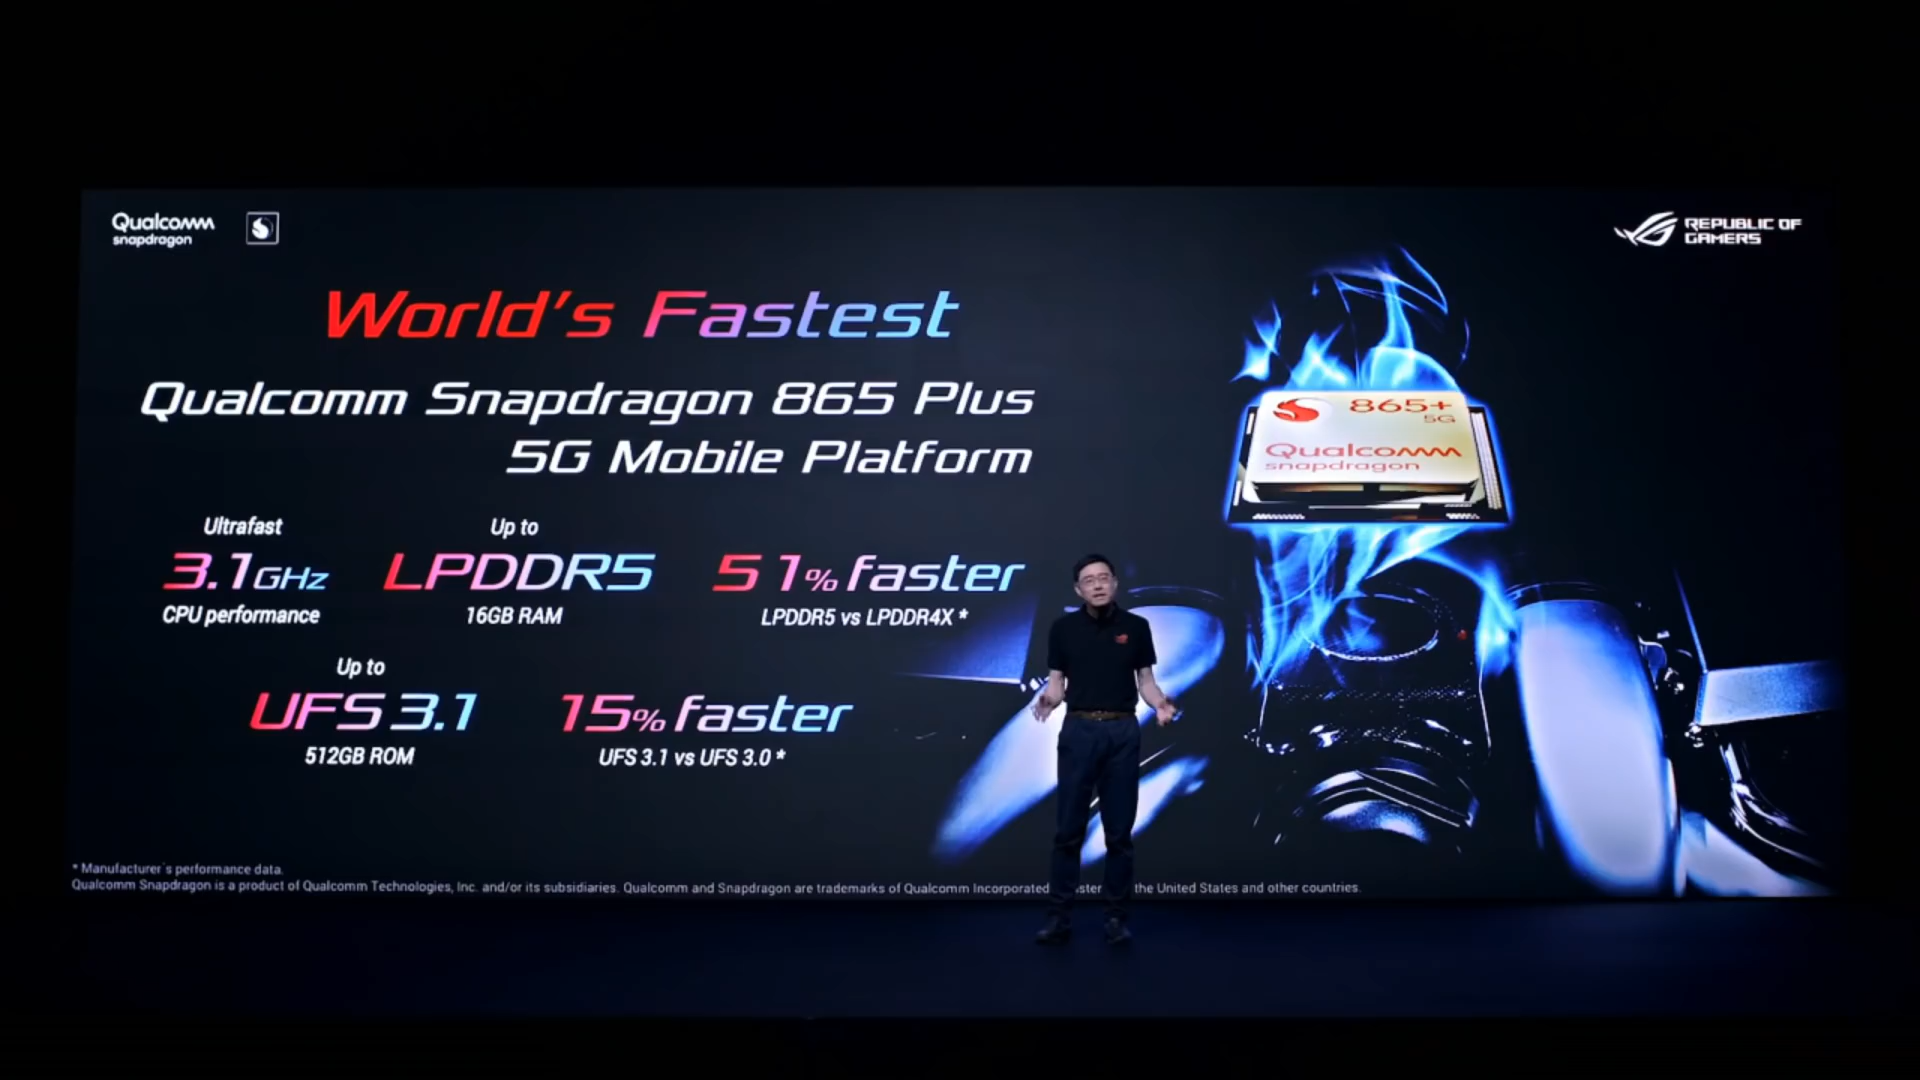 Qualcomm
snapdragon
REPUBLIC OF
GAMERS
World's Fastest
Qualcomm Snapdragon 865 Plus
5G Mobile Platform
865+
5G
Qualcomm
snapdragon
Ultrafast
3.1GHz
CPU performance
Up to
LPDDR5
16GB RAM
51% faster
LPDDR5 vs LPDDR4X *
Up to
UFS 3.1
512GB ROM
15% faster
UFS 3.1 vs UFS 3.0 *
* Manufacturer's performance data.
Qualcomm Snapdragon is a product of Qualcomm Technologies, Inc. and/or its subsidiaries. Qualcomm and Snapdragon are trademarks of Qualcomm Incorporated the United States and other countries.